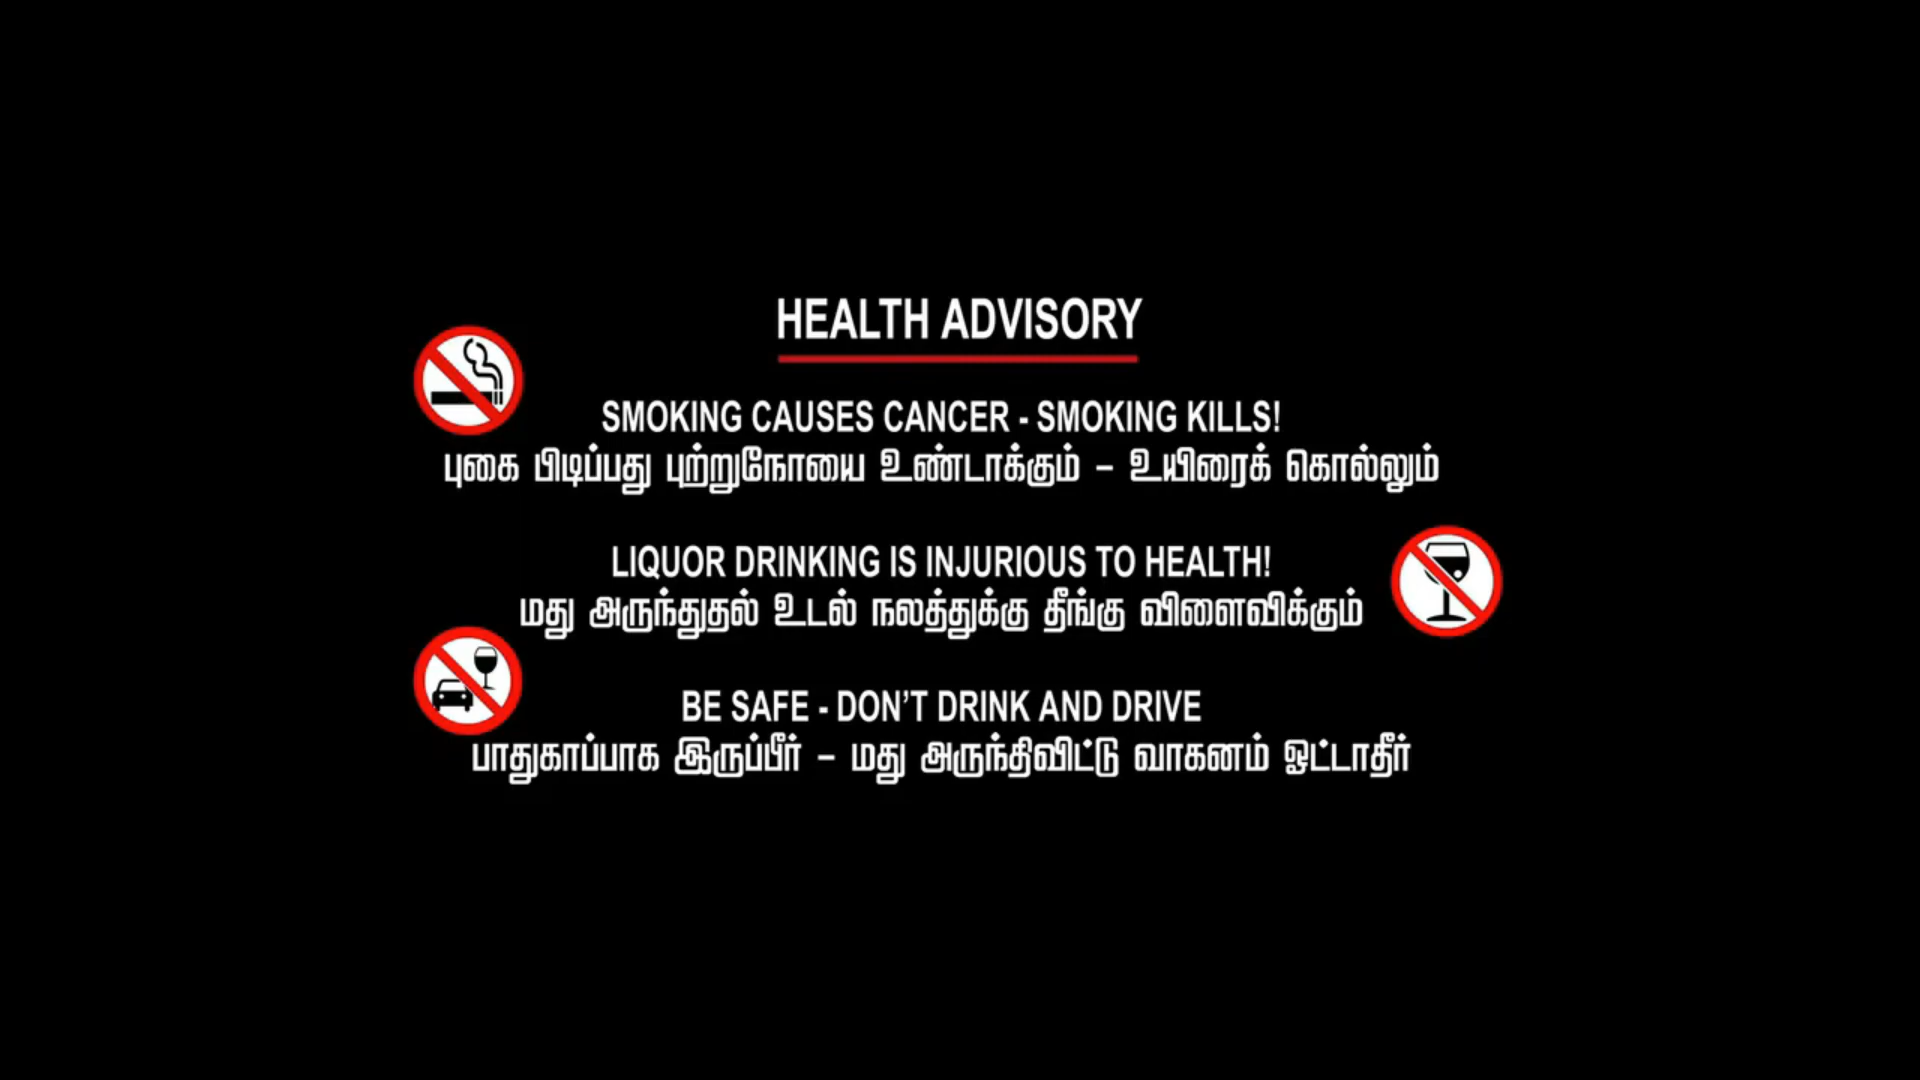 HEALTH ADVISORY
SMOKING CAUSES CANCER - SMOKING KILLS!
புகை பிடிப்பது புற்றுநோயை உண்டாக்கும் – உயிரைக் கொல்லும்
LIQUOR DRINKING IS INJURIOUS TO HEALTH!
மது அருந்துதல் உடல் நலத்துக்கு தீங்கு விளைவிக்கும்
BE SAFE - DON’T DRINK AND DRIVE
பாதுகாப்பாக இருப்பீர் – மது அருந்திவிட்டு வாகனம் ஓட்டாதீர்